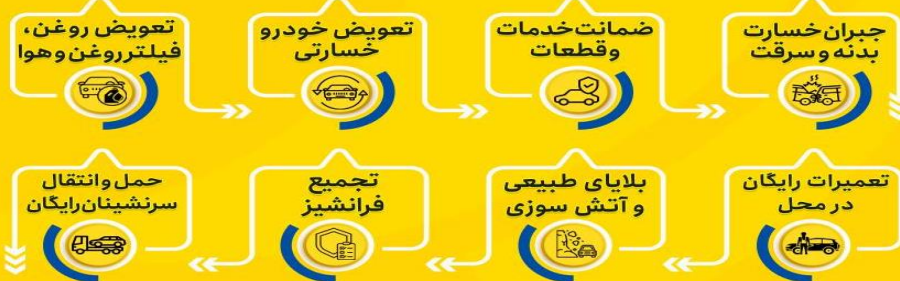 جبران خسارت
بدنه و سرقت
ضمانت خدمات
و قطعات
تعویض خودرو
خسارتی
تعویض روغن،
فیلتر روغن و هوا
تعمیرات رایگان
در محل
بلایای طبیعی
و آتش سوزی
تجمیع
فرانشیز
حمل و انتقال
سرنشینان رایگان